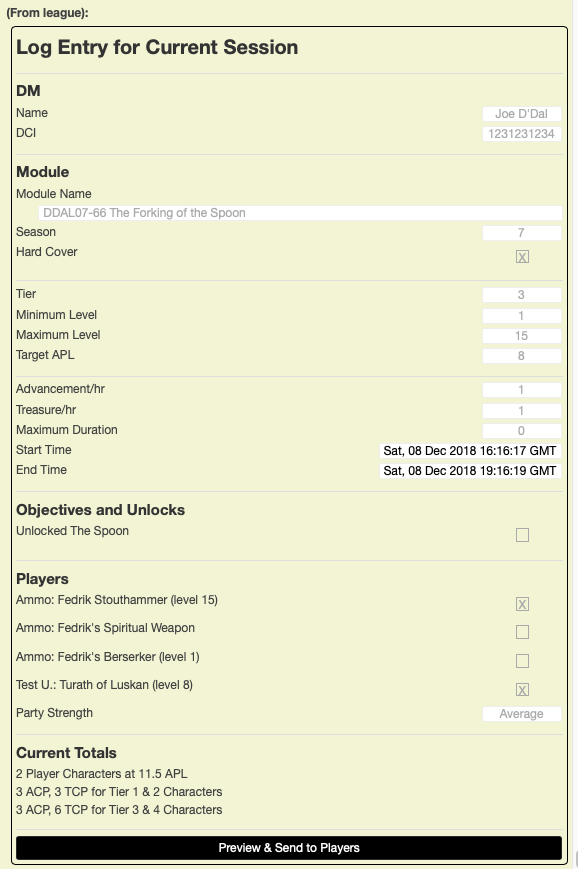 (From league):
Log Entry for Current Session
DM
Name Joe D'Dal
DCI 1231231234
Module
Module Name
DDAL07-66 The Forking of the Spoon
Season 7
Hard Cover X
Tier 3
Minimum Level 1
Maximum Level 15
Target APL 8
Advancement/hr 1
Treasure/hr 1
Maximum Duration 0
Start Time Sat, 08 Dec 2018 16:16:17 GMT
End Time Sat, 08 Dec 2018 19:16:19 GMT
Objectives and Unlocks
Unlocked The Spoon
Players
Ammo: Fedrik Stouthammer (level 15) X
Ammo: Fedrik's Spiritual Weapon
Ammo: Fedrik's Berserker (level 1)
Test U.: Turath of Luskan (level 8) X
Party Strength Average
Current Totals
2 Player Characters at 11.5 APL
3 ACP, 3 TCP for Tier 1 & 2 Characters
3 ACP, 6 TCP for Tier 3 & 4 Characters
Preview & Send to Players